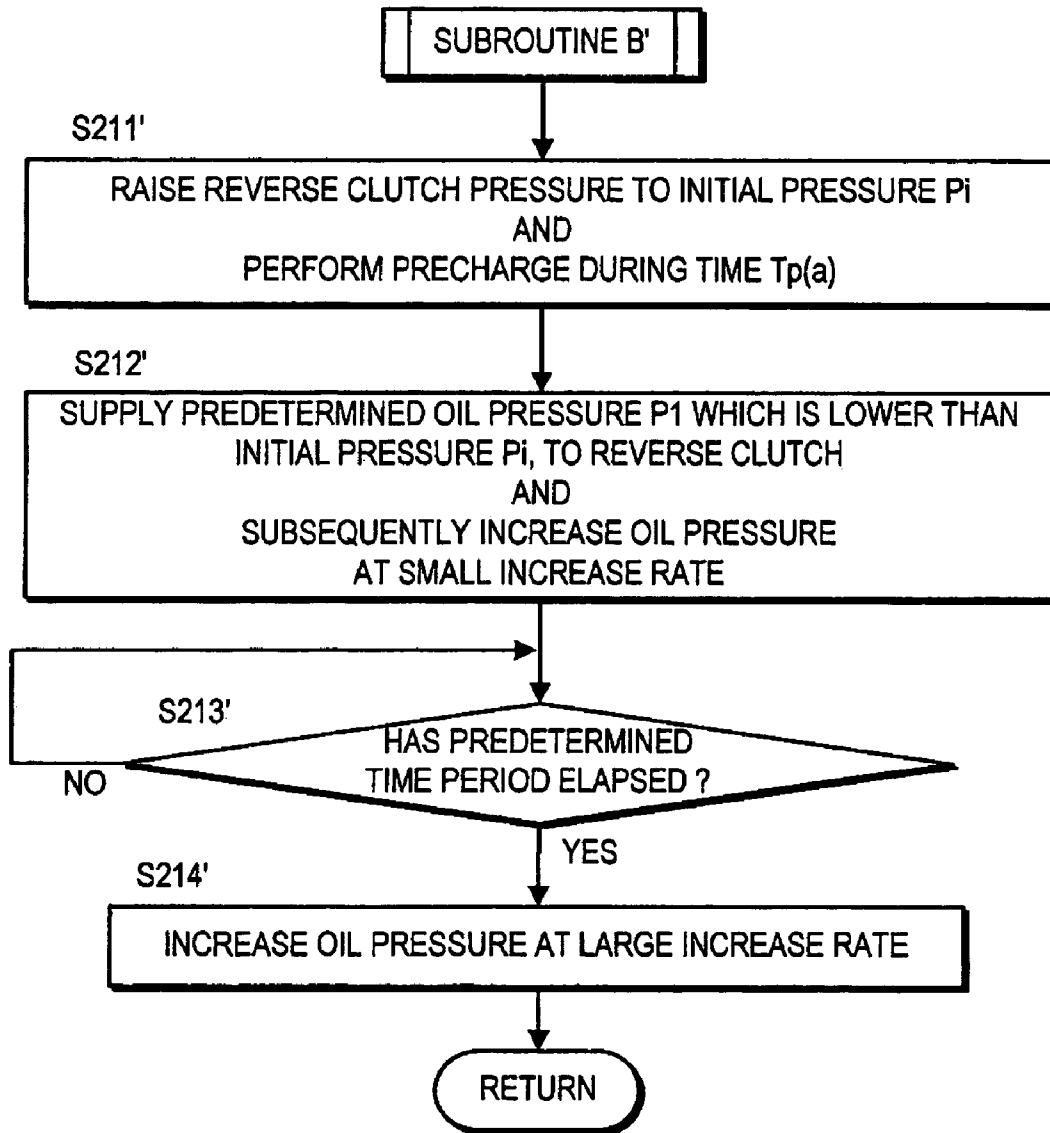 SUBROUTINE B'
S211'
RAISE REVERSE CLUTCH PRESSURE TO INITIAL PRESSURE Pi
AND
PERFORM PRECHARGE DURING TIME Tp(a)
S212'
SUPPLY PREDETERMINED OIL PRESSURE P1 WHICH IS LOWER THAN
INITIAL PRESSURE Pi, TO REVERSE CLUTCH
AND
SUBSEQUENTLY INCREASE OIL PRESSURE
AT SMALL INCREASE RATE
S213'
HAS PREDETERMINED
TIME PERIOD ELAPSED ?
NO
YES
S214'
INCREASE OIL PRESSURE AT LARGE INCREASE RATE
RETURN